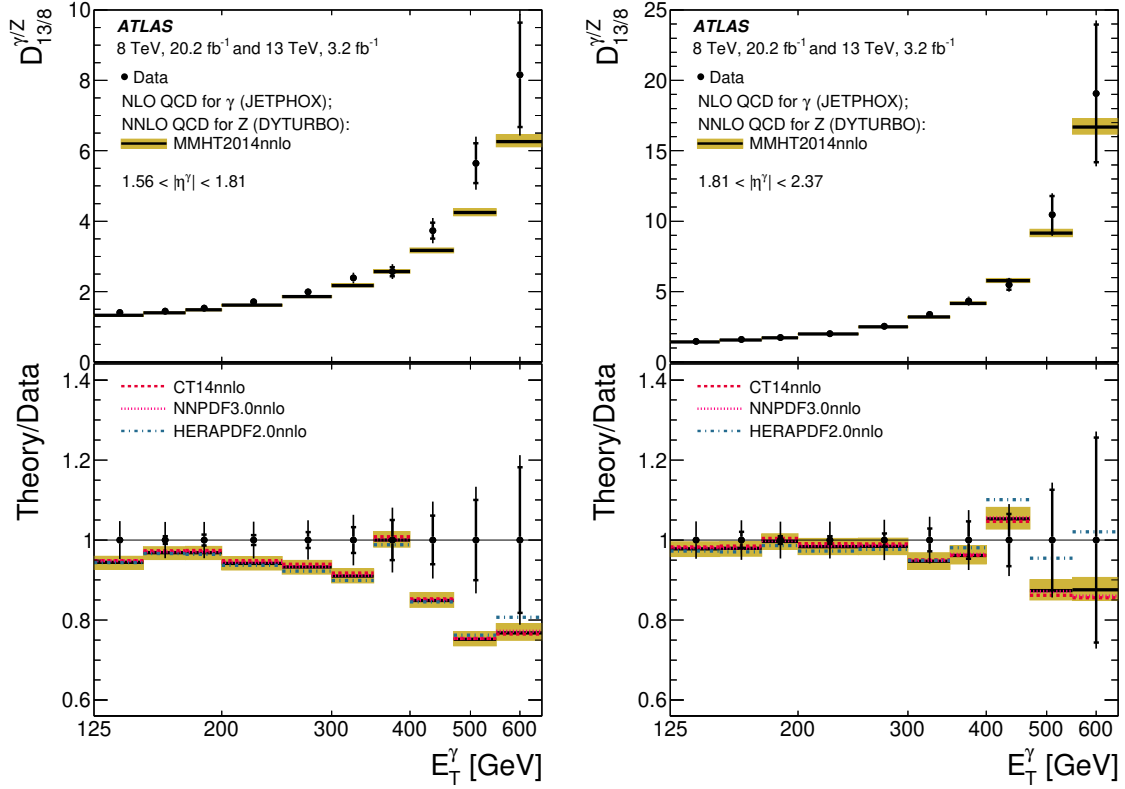 D^{γ/Z}_{13/8}
ATLAS
8 TeV, 20.2 fb⁻¹ and 13 TeV, 3.2 fb⁻¹
Data
NLO QCD for γ (JETPHOX);
NNLO QCD for Z (DYTURBO):
MMHT2014nnlo
1.56 < |η^γ| < 1.81
10
8
6
4
2
0
Theory/Data
CT14nnlo
NNPDF3.0nnlo
HERAPDF2.0nnlo
1.4
1.2
1
0.8
0.6
125 200 300 400 500 600
E_T^γ [GeV]
D^{γ/Z}_{13/8}
ATLAS
8 TeV, 20.2 fb⁻¹ and 13 TeV, 3.2 fb⁻¹
Data
NLO QCD for γ (JETPHOX);
NNLO QCD for Z (DYTURBO):
MMHT2014nnlo
1.81 < |η^γ| < 2.37
25
20
15
10
5
0
Theory/Data
CT14nnlo
NNPDF3.0nnlo
HERAPDF2.0nnlo
1.4
1.2
1
0.8
0.6
125 200 300 400 500 600
E_T^γ [GeV]